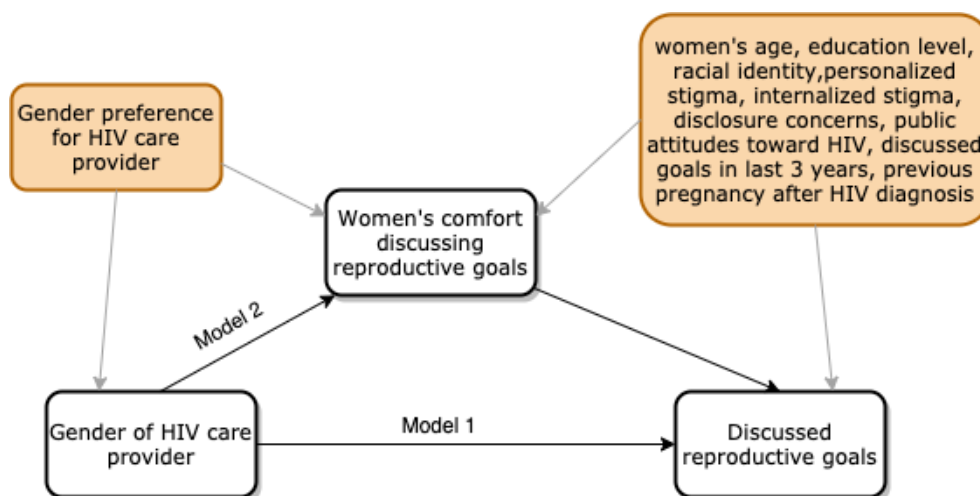 Gender preference
for HIV care
provider
women's age, education level,
racial identity,personalized
stigma, internalized stigma,
disclosure concerns, public
attitudes toward HIV, discussed
goals in last 3 years, previous
pregnancy after HIV diagnosis
Women's comfort
discussing
reproductive goals
Model 2
Gender of HIV care
provider
Model 1
Discussed
reproductive goals